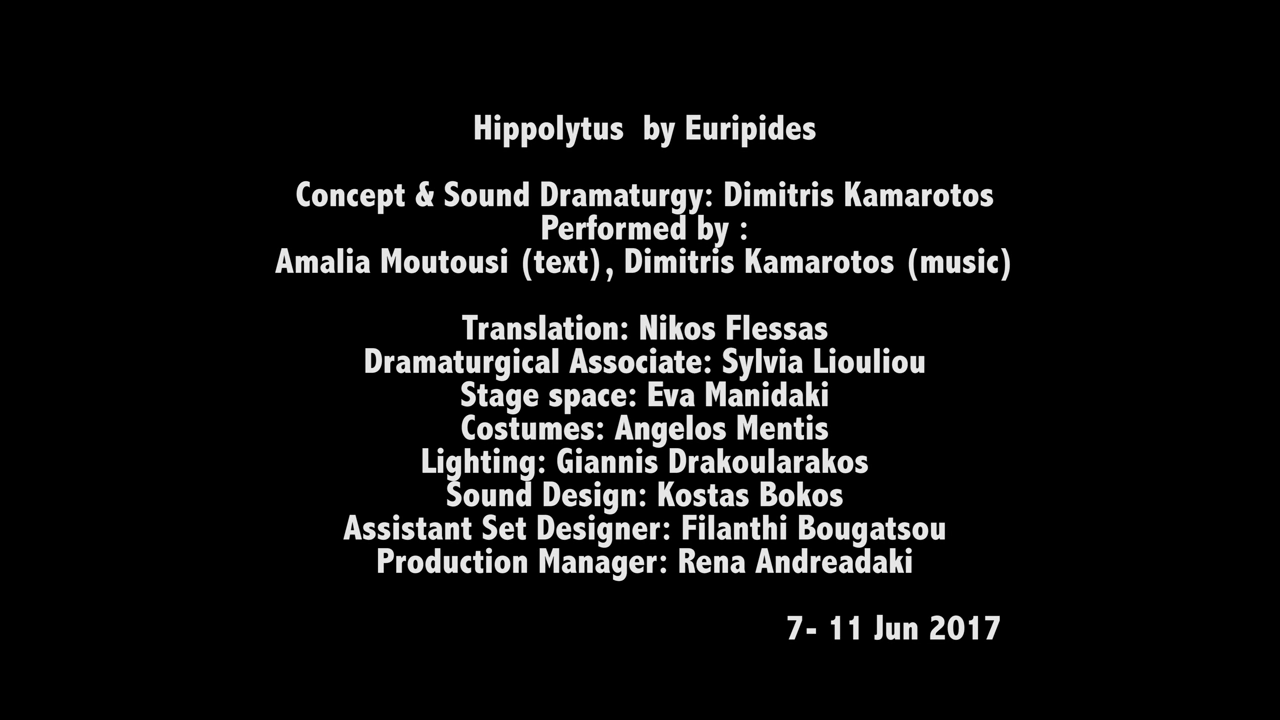 Hippolytus by Euripides
Concept & Sound Dramaturgy: Dimitris Kamarotos
Performed by :
Amalia Moutousi (text), Dimitris Kamarotos (music)
Translation: Nikos Flessas
Dramaturgical Associate: Sylvia Liouliou
Stage space: Eva Manidaki
Costumes: Angelos Mentis
Lighting: Giannis Drakoularakos
Sound Design: Kostas Bokos
Assistant Set Designer: Filanthi Bougatsou
Production Manager: Rena Andreadaki
7- 11 Jun 2017